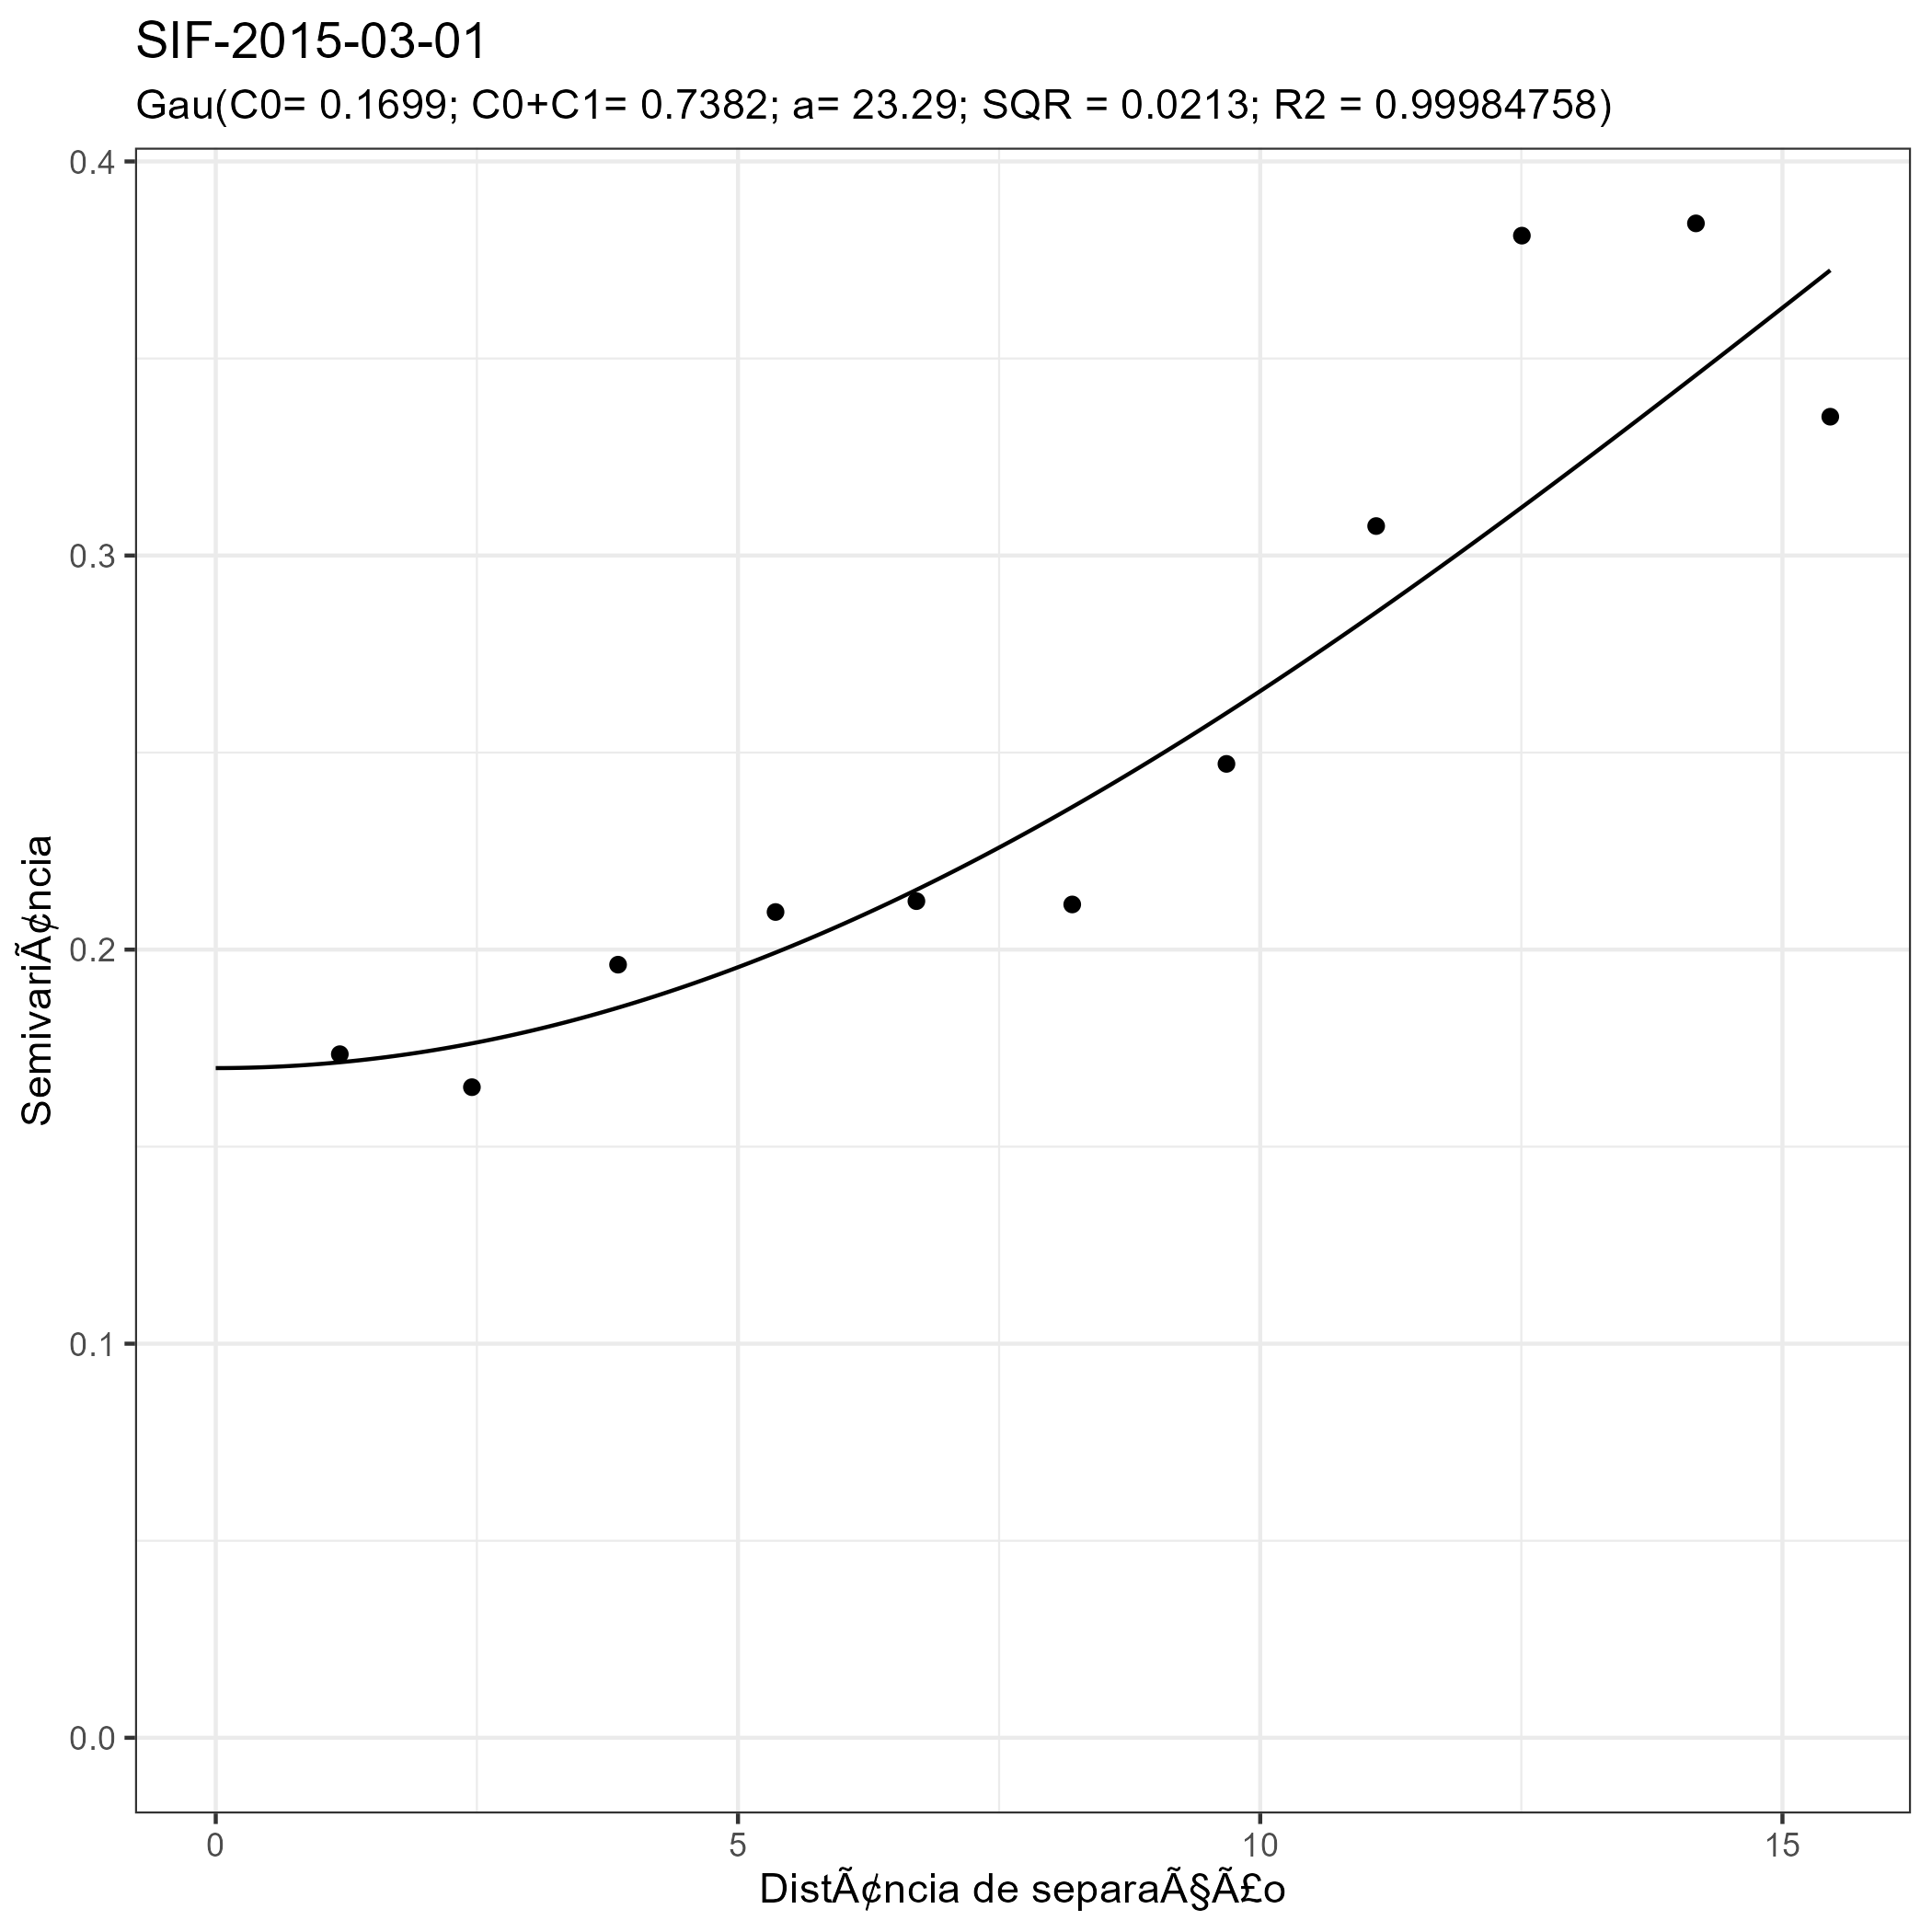 SIF-2015-03-01
Gau(C0= 0.1699; C0+C1= 0.7382; a= 23.29; SQR = 0.0213; R2 = 0.99984758)
0.4
0.3
0.2
0.1
0.0
SemivariÃ¢ncia
0
5
10
15
DistÃ¢ncia de separaÃ§Ã£o